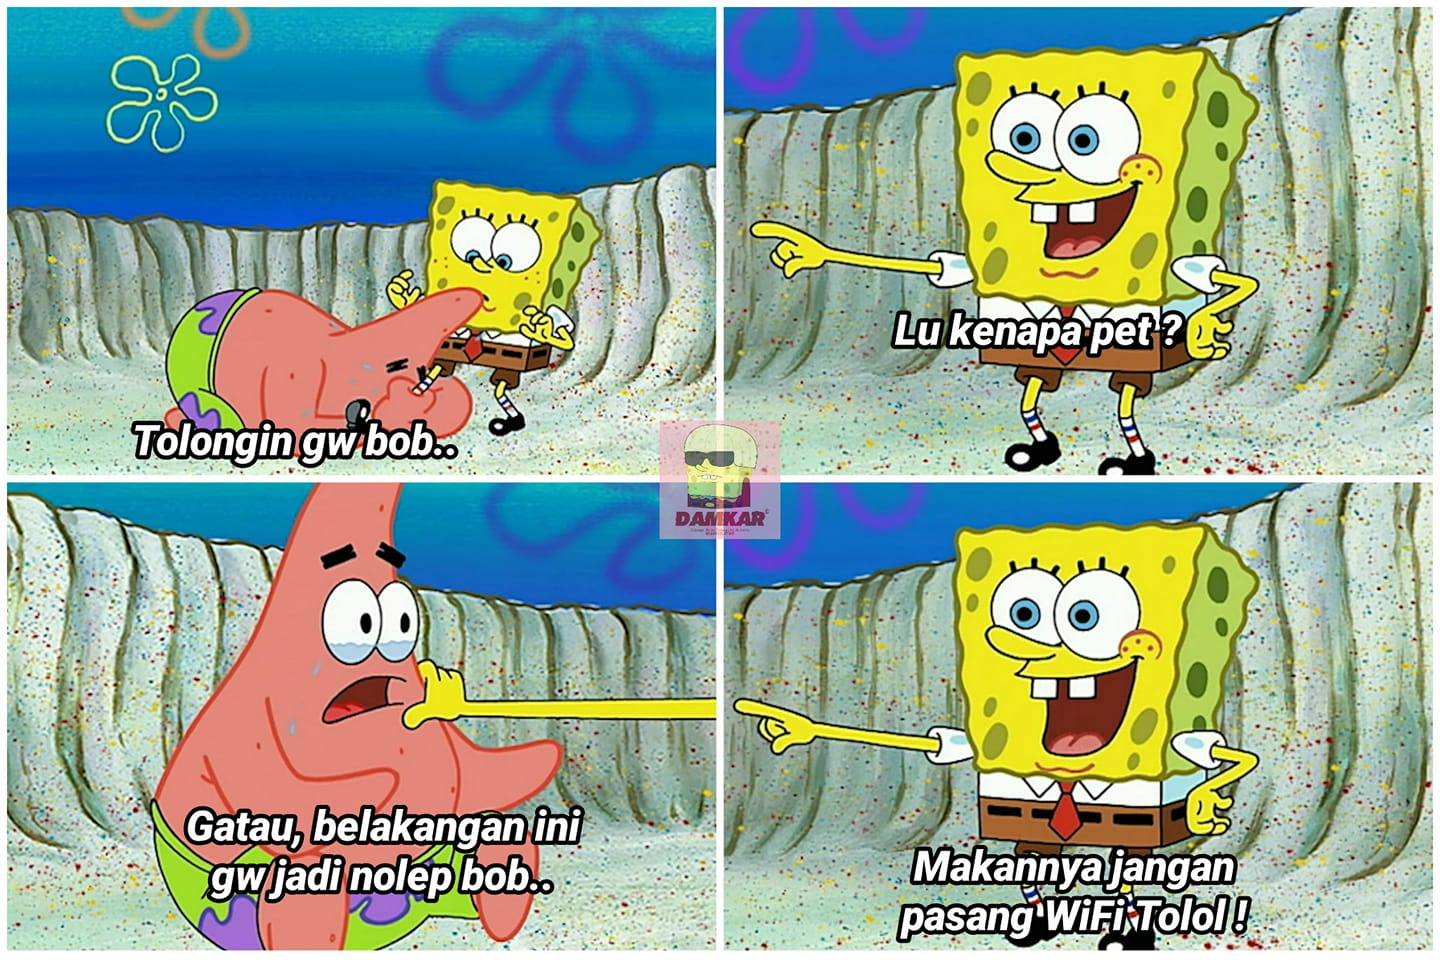 Tolongin gw bob..
Lu kenapa pet ?
DAMKAR
Gatau, belakangan ini
gw jadi nolep bob..
Makannya jangan
pasang WiFi Tolol !